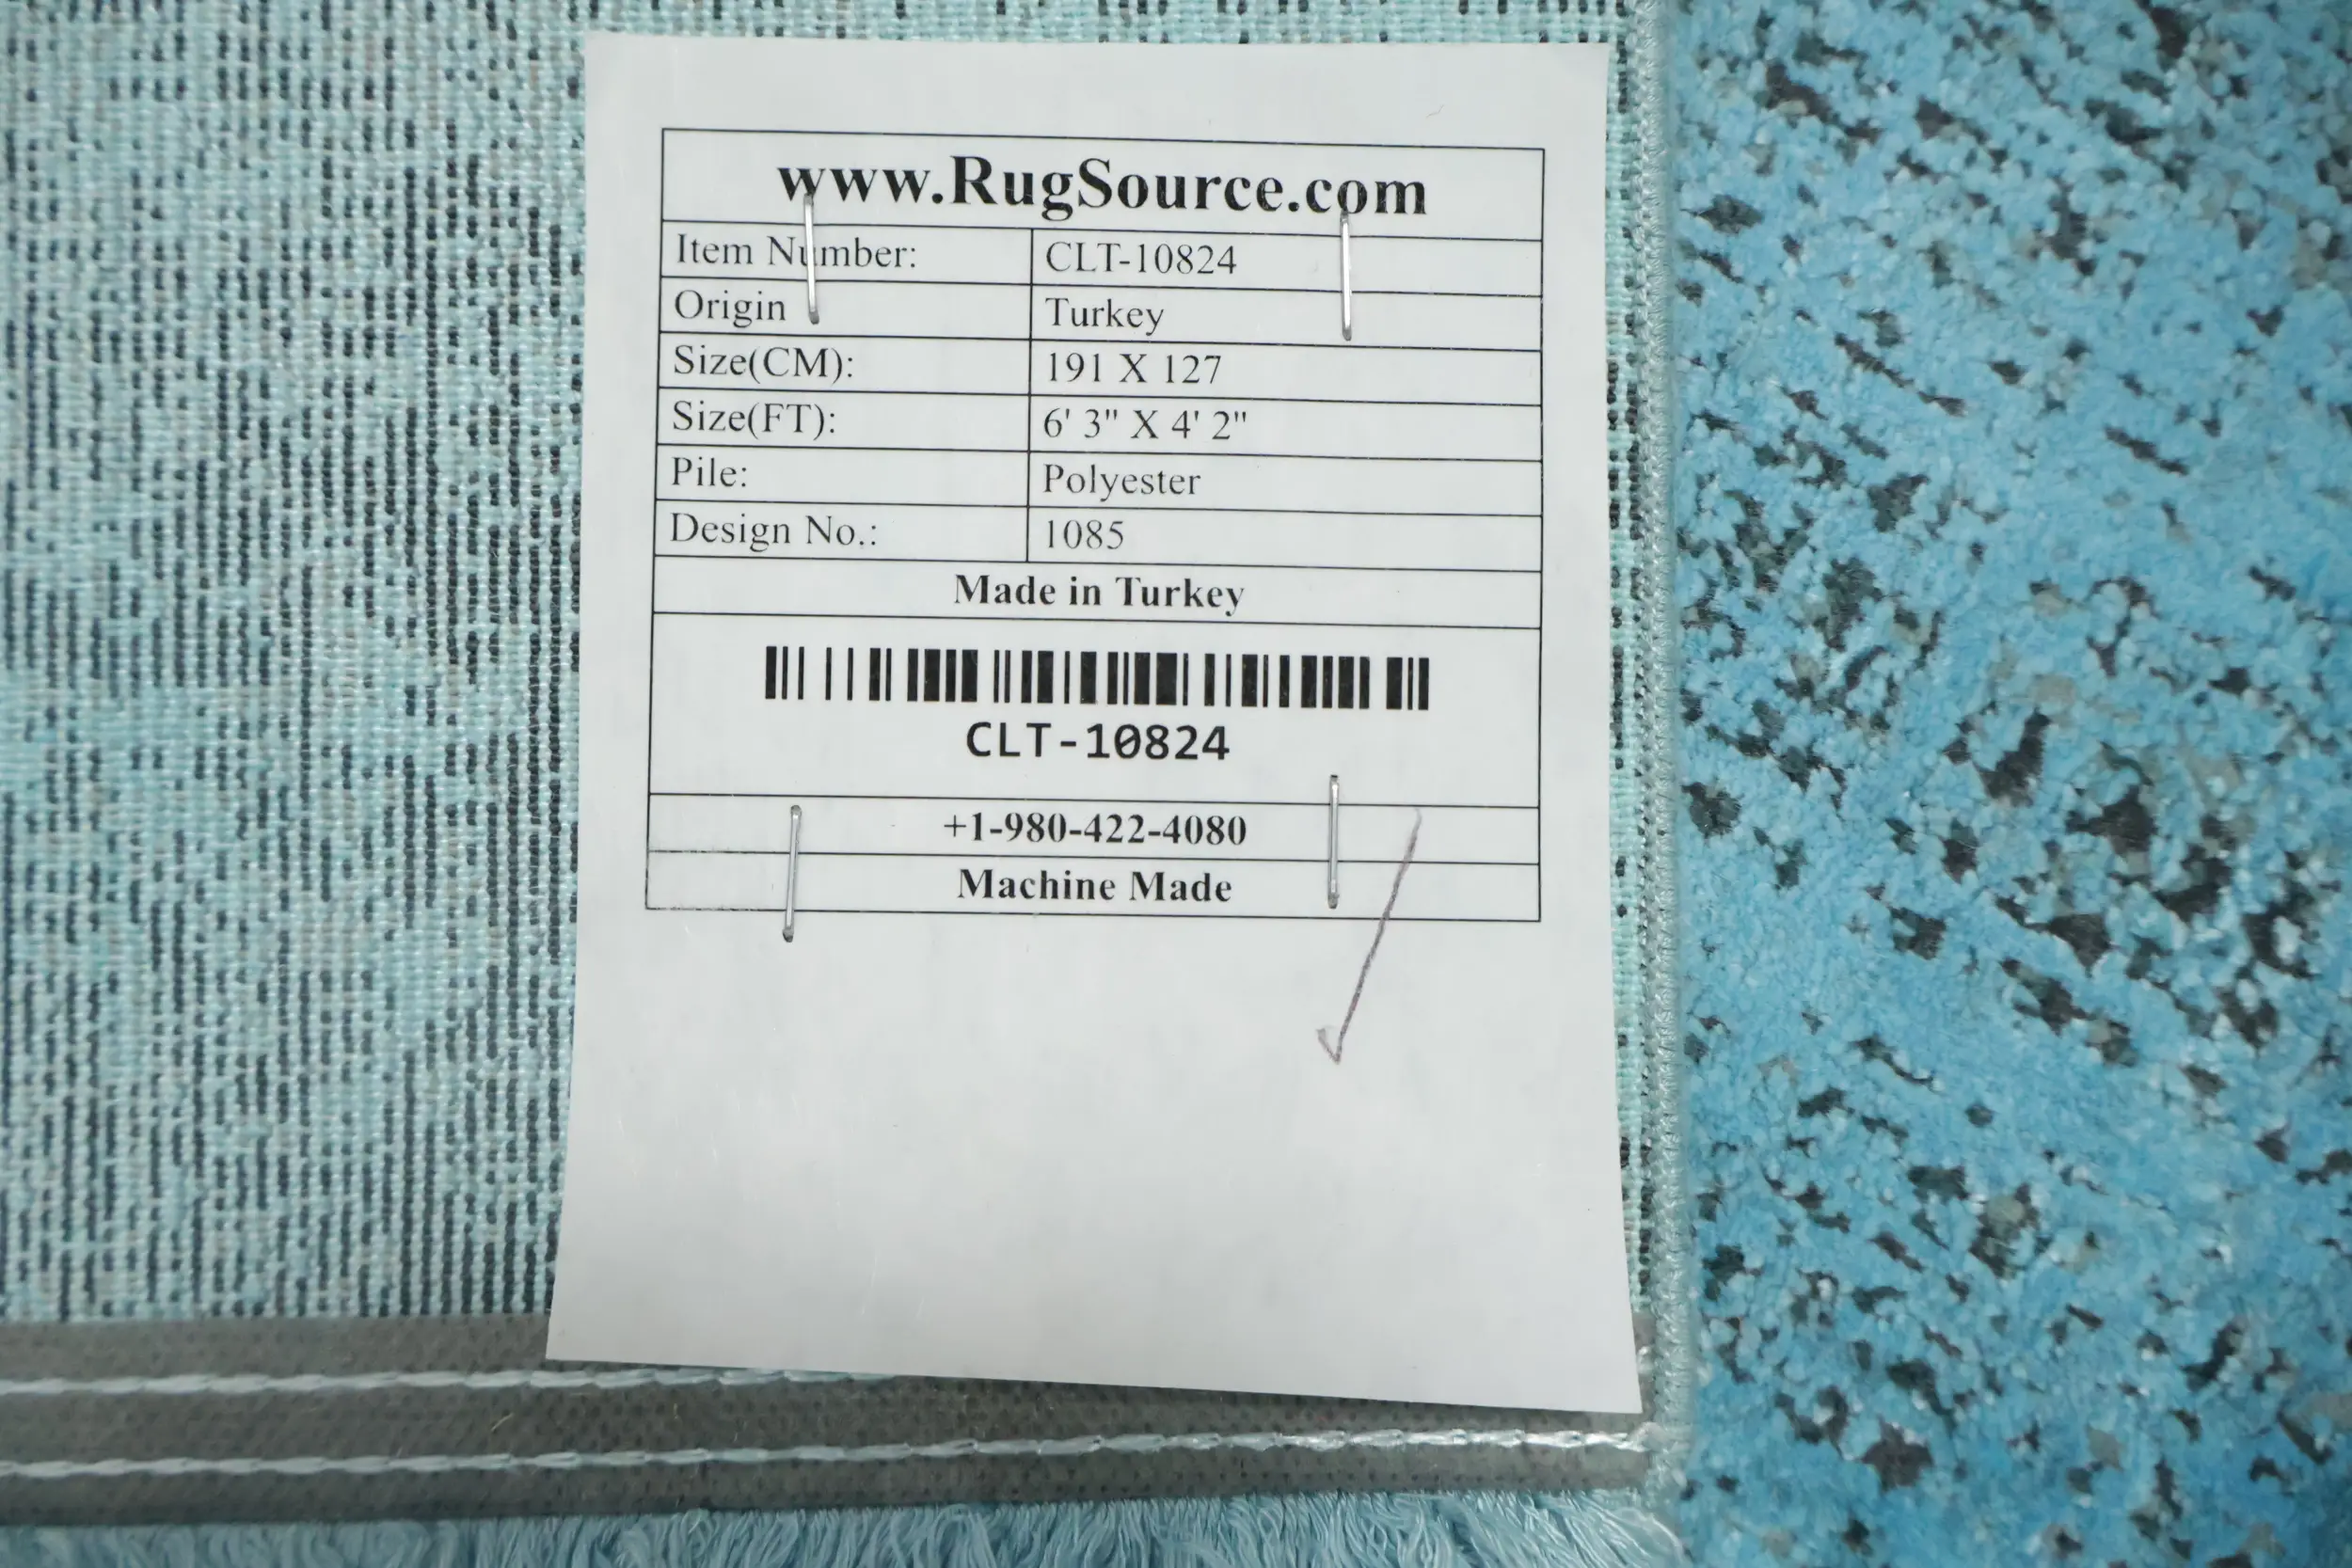 www.RugSource.com
Item Number: CLT-10824
Origin Turkey
Size(CM): 191 X 127
Size(FT): 6' 3" X 4' 2"
Pile: Polyester
Design No.: 1085
Made in Turkey
CLT-10824
+1-980-422-4080
Machine Made